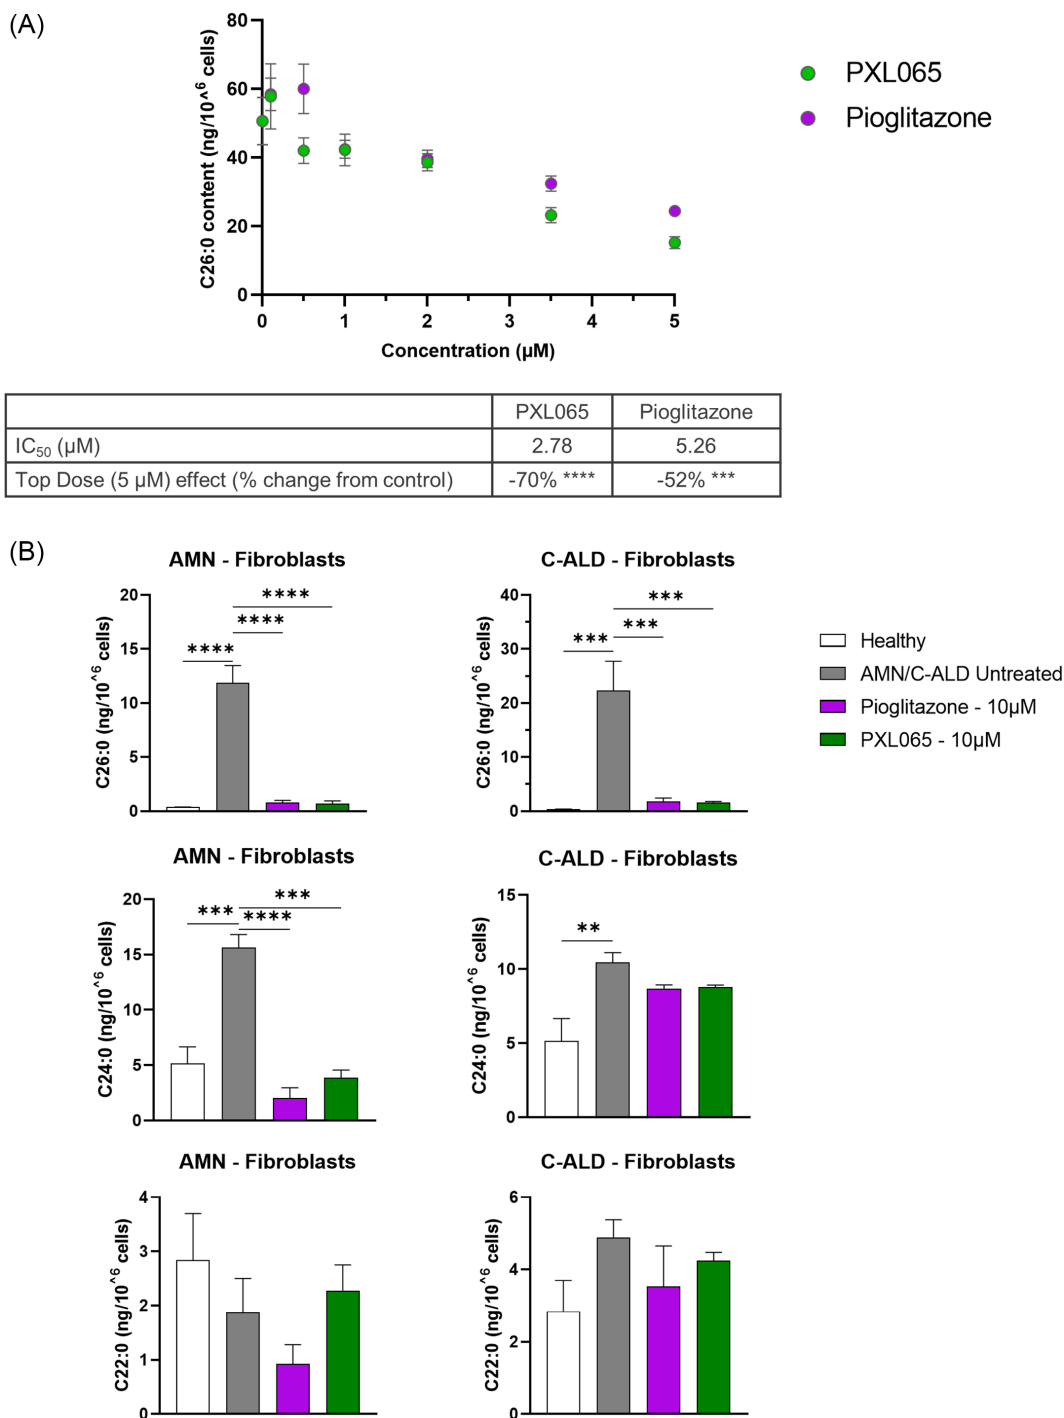 (A)
80
60
40
20
0
C26:0 content (ng/10^6 cells)
0 1 2 3 4 5
Concentration (µM)
PXL065
Pioglitazone
PXL065 Pioglitazone
IC50 (µM) 2.78 5.26
Top Dose (5 µM) effect (% change from control) -70% **** -52% ***
(B)
AMN - Fibroblasts
20
15
10
5
0
C26:0 (ng/10^6 cells)
****
****
****
C-ALD - Fibroblasts
40
30
20
10
0
C26:0 (ng/10^6 cells)
***
***
***
Healthy
AMN/C-ALD Untreated
Pioglitazone - 10µM
PXL065 - 10µM
AMN - Fibroblasts
20
15
10
5
0
C24:0 (ng/10^6 cells)
***
*** ****
C-ALD - Fibroblasts
15
10
5
0
C24:0 (ng/10^6 cells)
**
AMN - Fibroblasts
4
3
2
1
0
C22:0 (ng/10^6 cells)
C-ALD - Fibroblasts
6
4
2
0
C22:0 (ng/10^6 cells)